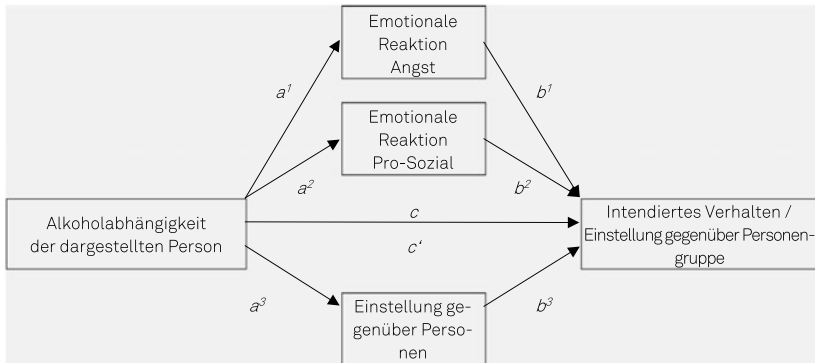 Emotionale
Reaktion
Angst
a¹
b¹
Emotionale
Reaktion
Pro-Sozial
a²
b²
Alkoholabhängigkeit
der dargestellten Person
c
c‘
Intendiertes Verhalten /
Einstellung gegenüber Personen-
gruppe
a³
Einstellung ge-
genüber Perso-
nen
b³